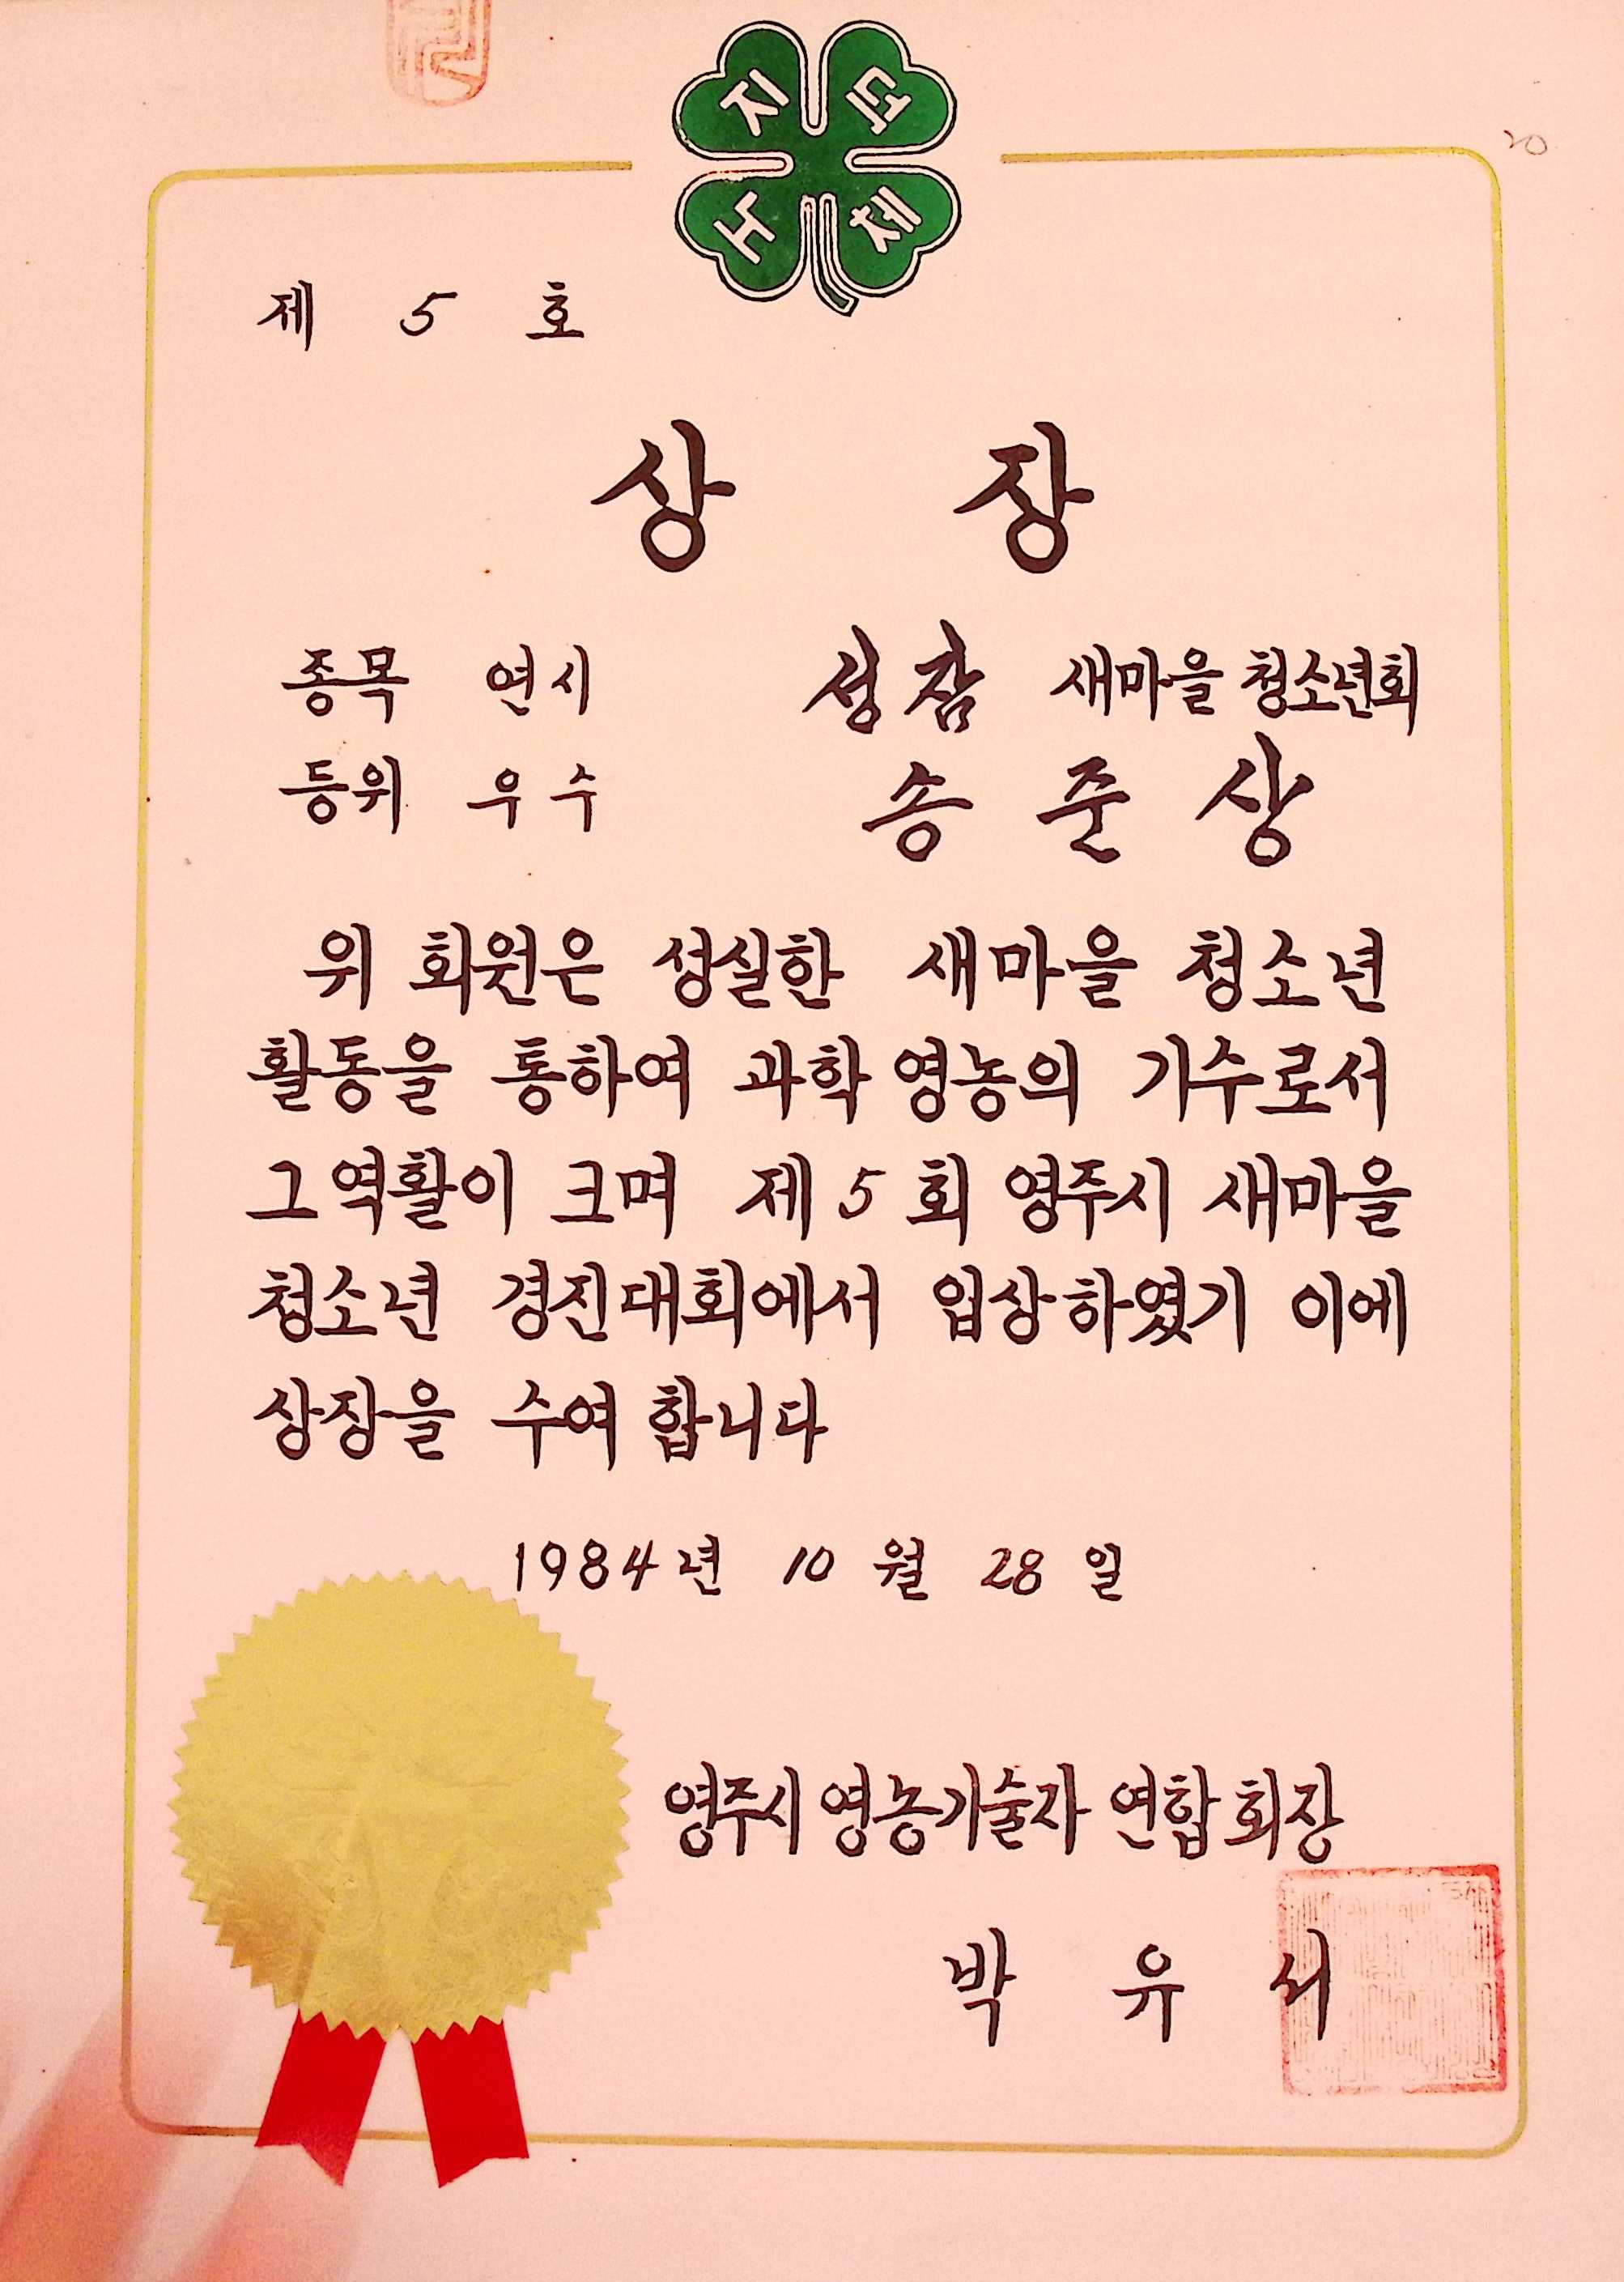 지 덕
노 체
20
제 5 호
상 장
종목 연시 성잠 새마을 청소년회
등위 우수 송 준 상
위 회원은 성실한 새마을 청소년
활동을 통하여 과학 영농의 기수로서
그 역활이 크며 제 5 회 영주시 새마을
청소년 경진대회에서 입상하였기 이에
상장을 수여 합니다
1984년 10 월 28 일
영주시 영농기술자 연합회장
박 유 서